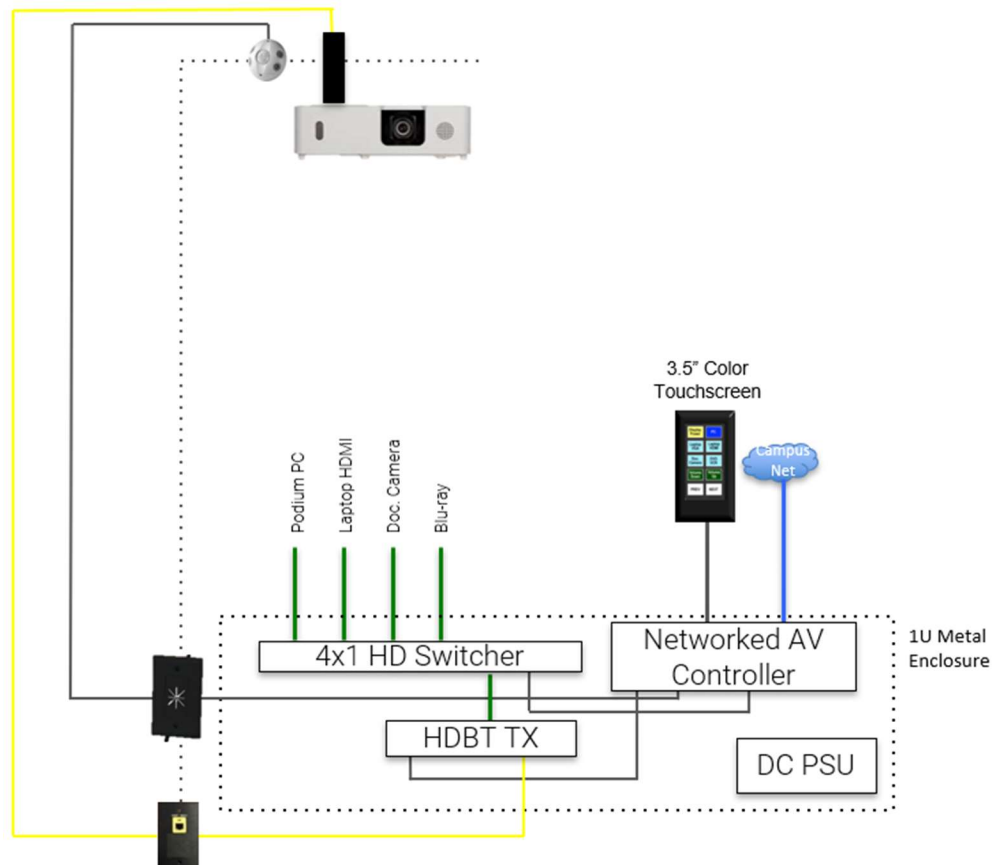 3.5" Color
Touchscreen
Campus
Net
Podium PC
Laptop HDMI
Doc. Camera
Blu-ray
4x1 HD Switcher
Networked AV
Controller
1U Metal
Enclosure
HDBT TX
DC PSU